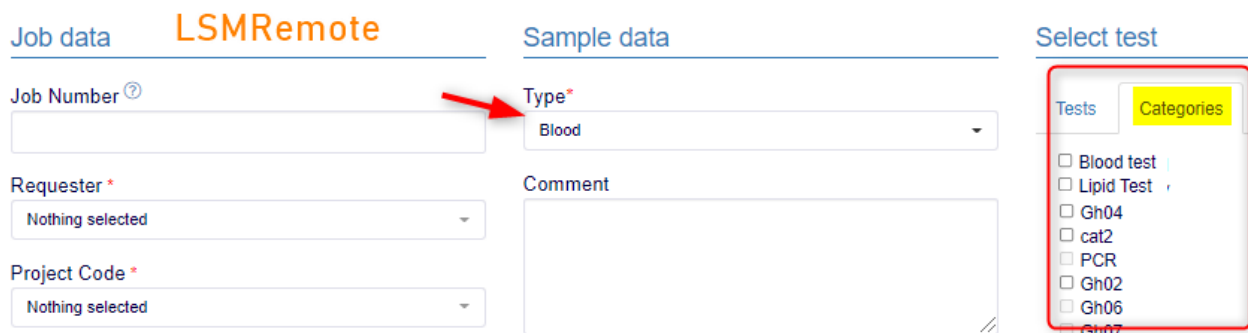 LSMRemote
Job data
Job Number
Requester *
Nothing selected
Project Code *
Nothing selected
Sample data
Type*
Blood
Comment
Select test
Tests
Categories
Blood test
Lipid Test
Gh04
cat2
PCR
Gh02
Gh06
Gh07